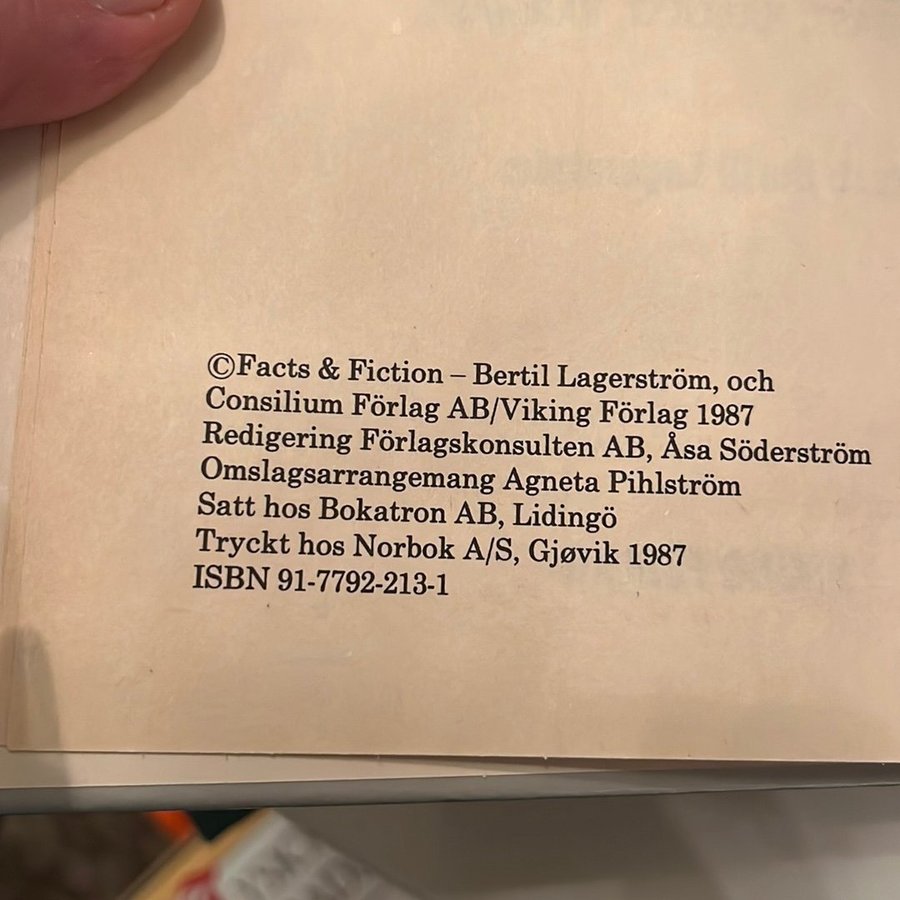 ©Facts & Fiction – Bertil Lagerström, och
Consilium Förlag AB/Viking Förlag 1987
Redigering Förlagskonsulten AB, Åsa Söderström
Omslagsarrangemang Agneta Pihlström
Satt hos Bokatron AB, Lidingö
Tryckt hos Norbok A/S, Gjøvik 1987
ISBN 91-7792-213-1